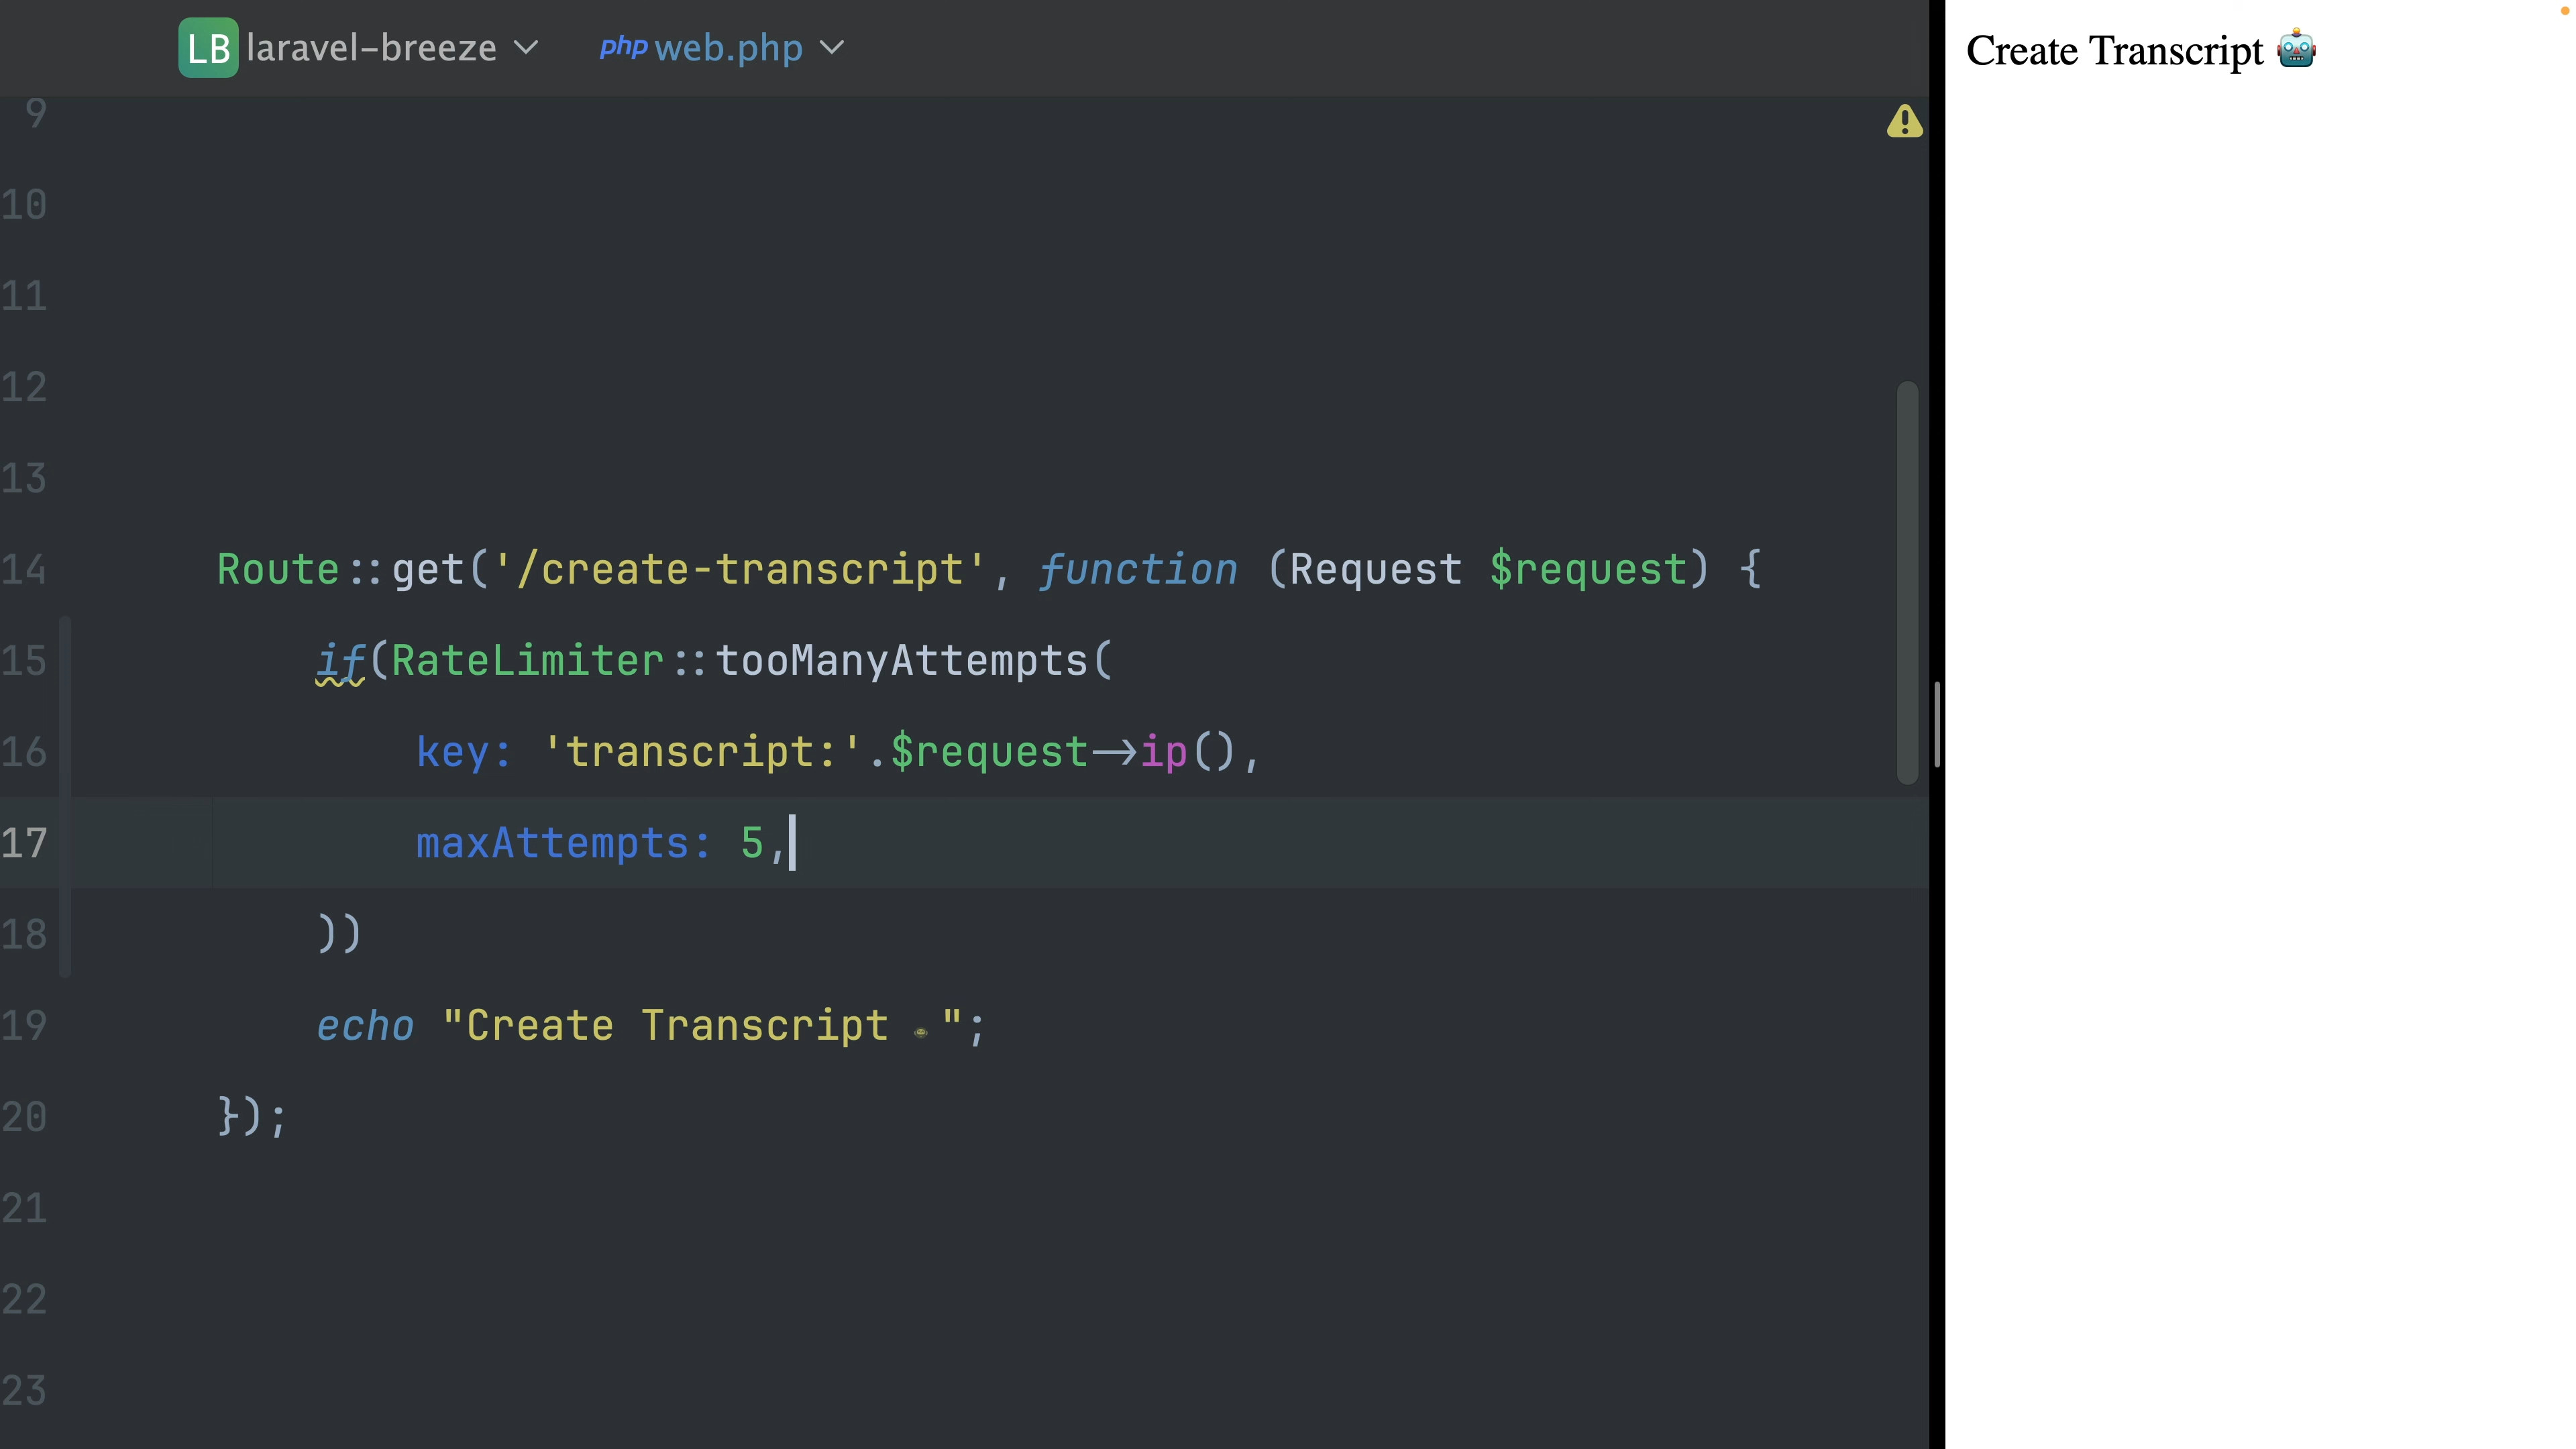 LB laravel-breeze php web.php
9
10
11
12
13
14 Route::get('/create-transcript', function (Request $request) {
15 if(RateLimiter::tooManyAttempts(
16 key: 'transcript:'.$request->ip(),
17 maxAttempts: 5,
18 ))
19 echo "Create Transcript 🤖";
20 });
21
22
23
Create Transcript 🤖